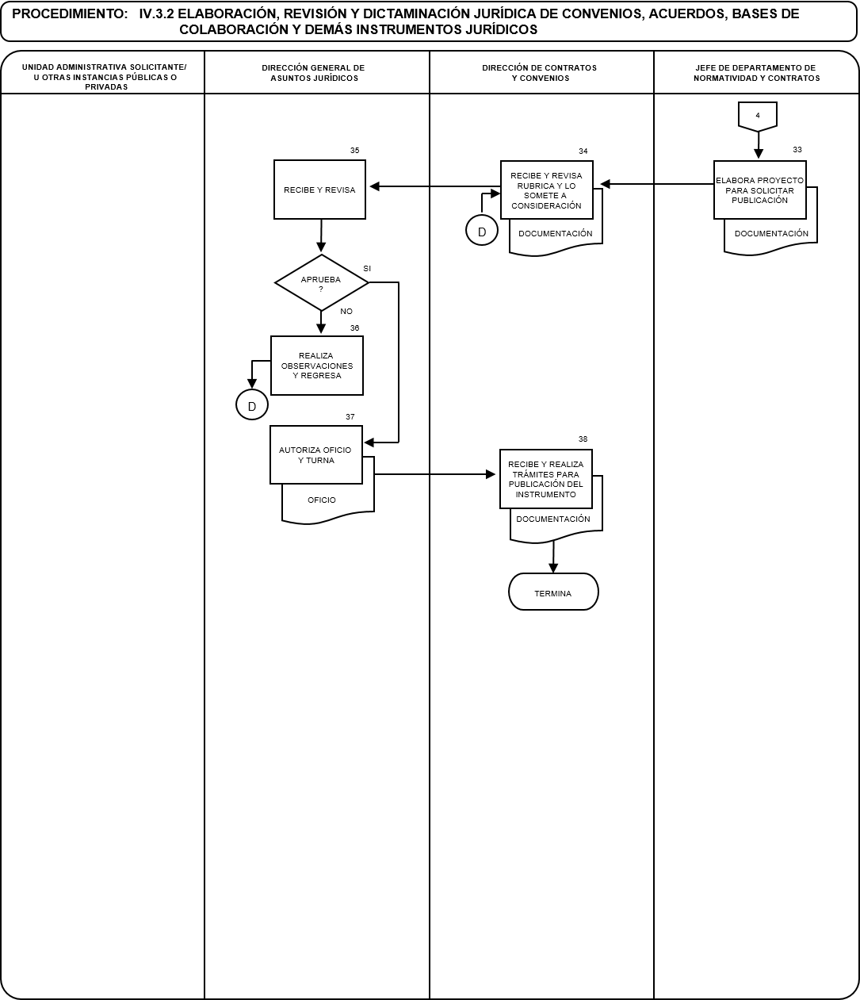 PROCEDIMIENTO: IV.3.2 ELABORACIÓN, REVISIÓN Y DICTAMINACIÓN JURÍDICA DE CONVENIOS, ACUERDOS, BASES DE
COLABORACIÓN Y DEMÁS INSTRUMENTOS JURÍDICOS
UNIDAD ADMINISTRATIVA SOLICITANTE/
U OTRAS INSTANCIAS PÚBLICAS O
PRIVADAS
DIRECCIÓN GENERAL DE
ASUNTOS JURÍDICOS
DIRECCIÓN DE CONTRATOS
Y CONVENIOS
JEFE DE DEPARTAMENTO DE
NORMATIVIDAD Y CONTRATOS
4
33
ELABORA PROYECTO
PARA SOLICITAR
PUBLICACIÓN
DOCUMENTACIÓN
34
RECIBE Y REVISA
RUBRICA Y LO
SOMETE A
CONSIDERACIÓN
DOCUMENTACIÓN
D
35
RECIBE Y REVISA
APRUEBA
?
SI
NO
36
REALIZA
OBSERVACIONES
Y REGRESA
D
37
AUTORIZA OFICIO
Y TURNA
OFICIO
38
RECIBE Y REALIZA
TRÁMITES PARA
PUBLICACIÓN DEL
INSTRUMENTO
DOCUMENTACIÓN
TERMINA